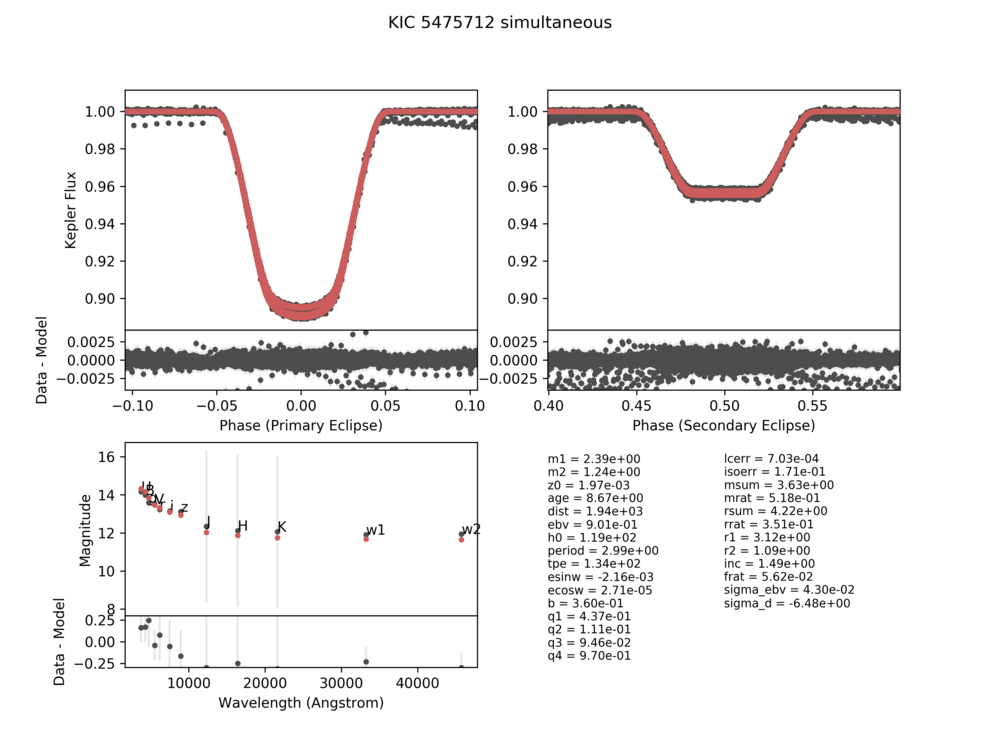 KIC 5475712 simultaneous
1.00
0.98
0.96
0.94
0.92
0.90
Kepler Flux
0.0025
0.0000
−0.0025
Data - Model
−0.10 −0.05 0.00 0.05 0.10
Phase (Primary Eclipse)
1.00
0.98
0.96
0.94
0.92
0.90
0.0025
0.0000
−0.0025
0.40 0.45 0.50 0.55
Phase (Secondary Eclipse)
16
14
12
10
8
Magnitude
B
V
i
z
J
H
K
w1
w2
0.25
0.00
−0.25
Data - Model
10000 20000 30000 40000
Wavelength (Angstrom)
m1 = 2.39e+00
m2 = 1.24e+00
z0 = 1.97e-03
age = 8.67e+00
dist = 1.94e+03
ebv = 9.01e-01
h0 = 1.19e+02
period = 2.99e+00
tpe = 1.34e+02
esinw = -2.16e-03
ecosw = 2.71e-05
b = 3.60e-01
q1 = 4.37e-01
q2 = 1.11e-01
q3 = 9.46e-02
q4 = 9.70e-01
lcerr = 7.03e-04
isoerr = 1.71e-01
msum = 3.63e+00
mrat = 5.18e-01
rsum = 4.22e+00
rrat = 3.51e-01
r1 = 3.12e+00
r2 = 1.09e+00
inc = 1.49e+00
frat = 5.62e-02
sigma_ebv = 4.30e-02
sigma_d = -6.48e+00